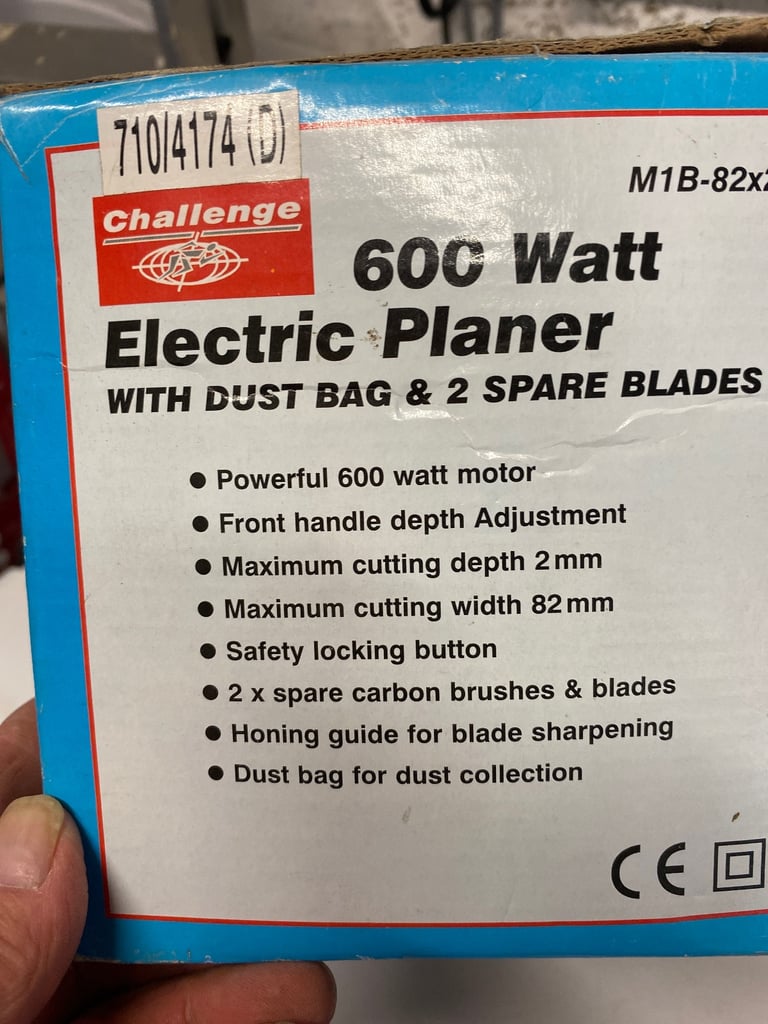 710/4174 (D)
M1B-82x2
Challenge
600 Watt
Electric Planer
WITH DUST BAG & 2 SPARE BLADES
● Powerful 600 watt motor
● Front handle depth Adjustment
● Maximum cutting depth 2mm
● Maximum cutting width 82mm
● Safety locking button
● 2 x spare carbon brushes & blades
● Honing guide for blade sharpening
● Dust bag for dust collection
CE